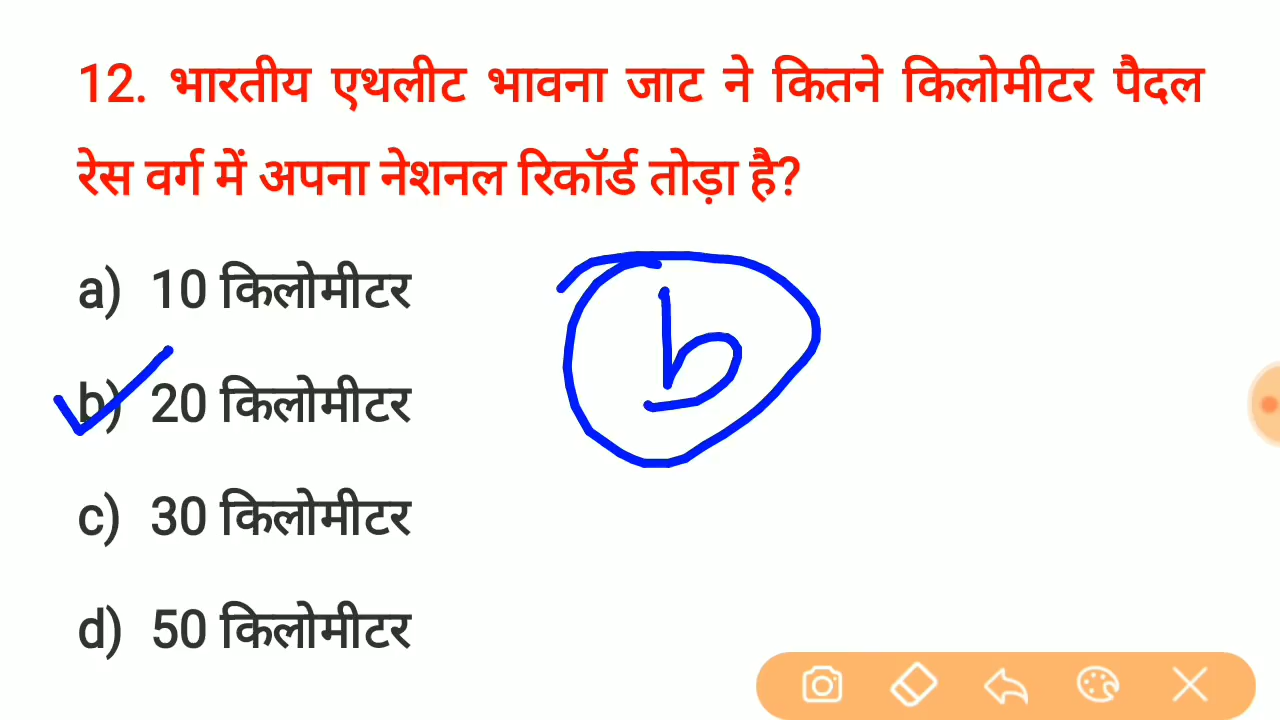 12. भारतीय एथलीट भावना जाट ने कितने किलोमीटर पैदल
रेस वर्ग में अपना नेशनल रिकॉर्ड तोड़ा है?
a) 10 किलोमीटर
b) 20 किलोमीटर
b
c) 30 किलोमीटर
d) 50 किलोमीटर